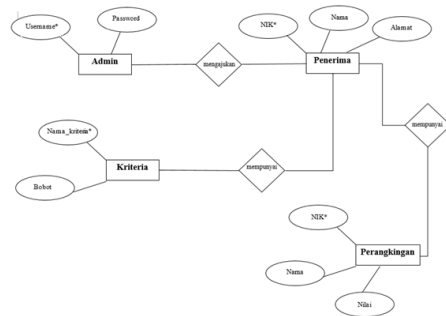 Username*
Password
Admin
mengajukan
NIK*
Nama
Alamat
Penerima
Nama_kriteria*
Bobot
Kriteria
mempunyai
mempunyai
NIK*
Perangkingan
Nama
Nilai